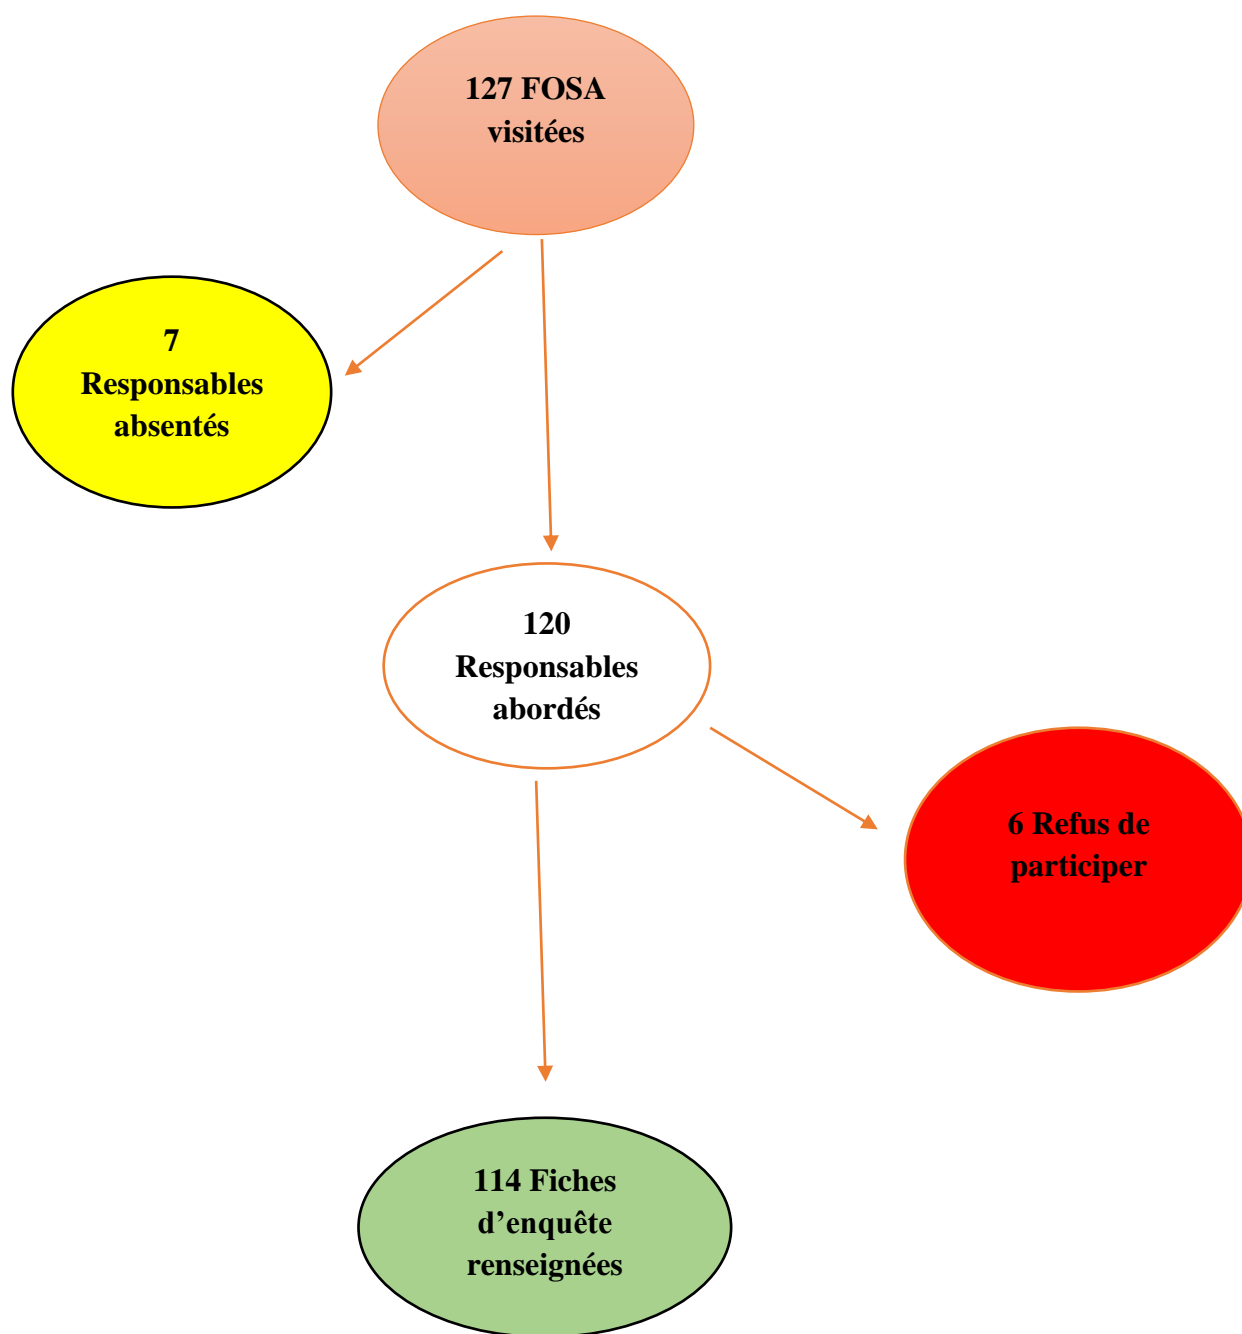 127 FOSA
visitées
7
Responsables
absentés
120
Responsables
abordés
6 Refus de
participer
114 Fiches
d’enquête
renseignées